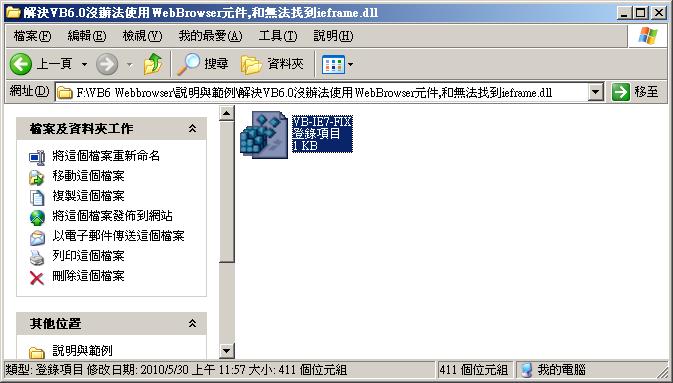 解決VB6.0沒辦法使用WebBrowser元件,和無法找到ieframe.dll
檔案(F) 編輯(E) 檢視(V) 我的最愛(A) 工具(T) 說明(H)
上一頁 搜尋 資料夾
網址(D) F:\VB6 Webbrowser\說明與範例\解決VB6.0沒辦法使用WebBrowser元件,和無法找到ieframe.dll 移至
檔案及資料夾工作
將這個檔案重新命名
移動這個檔案
複製這個檔案
將這個檔案發佈到網站
以電子郵件傳送這個檔案
列印這個檔案
刪除這個檔案
其他位置
說明與範例
VB-IE7-FIX
登錄項目
1 KB
類型: 登錄項目 修改日期: 2010/5/30 上午 11:57 大小: 411 個位元組 411 個位元組 我的電腦